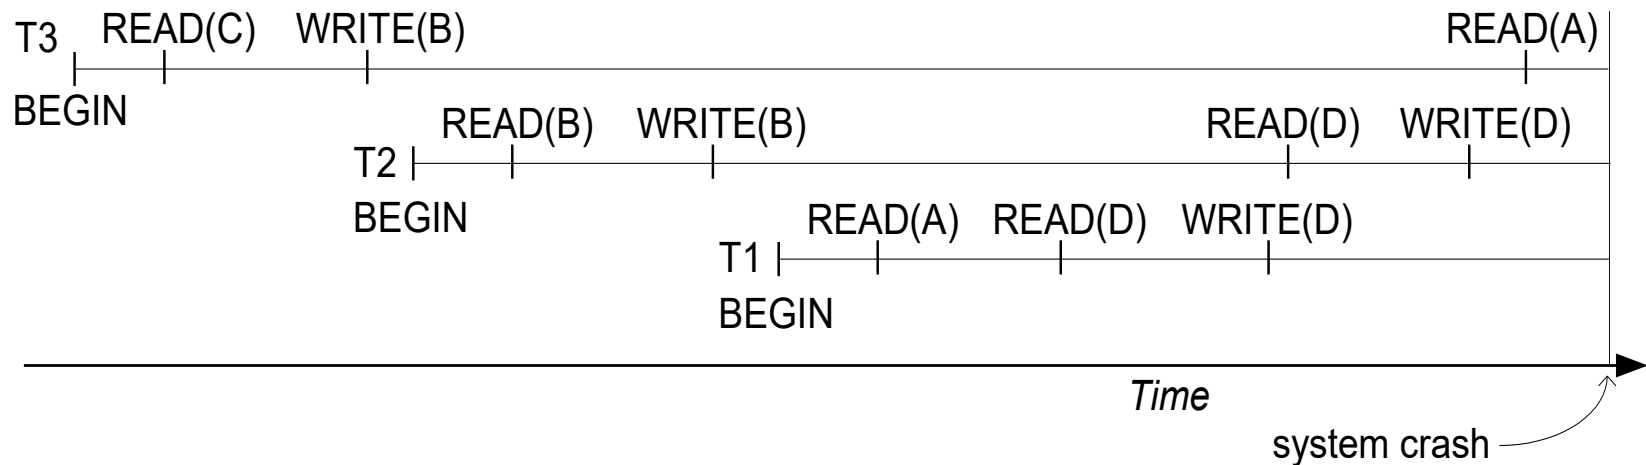 T3 READ(C) WRITE(B) READ(A)
BEGIN
READ(B) WRITE(B) READ(D) WRITE(D)
T2
BEGIN
READ(A) READ(D) WRITE(D)
T1
BEGIN
Time
system crash